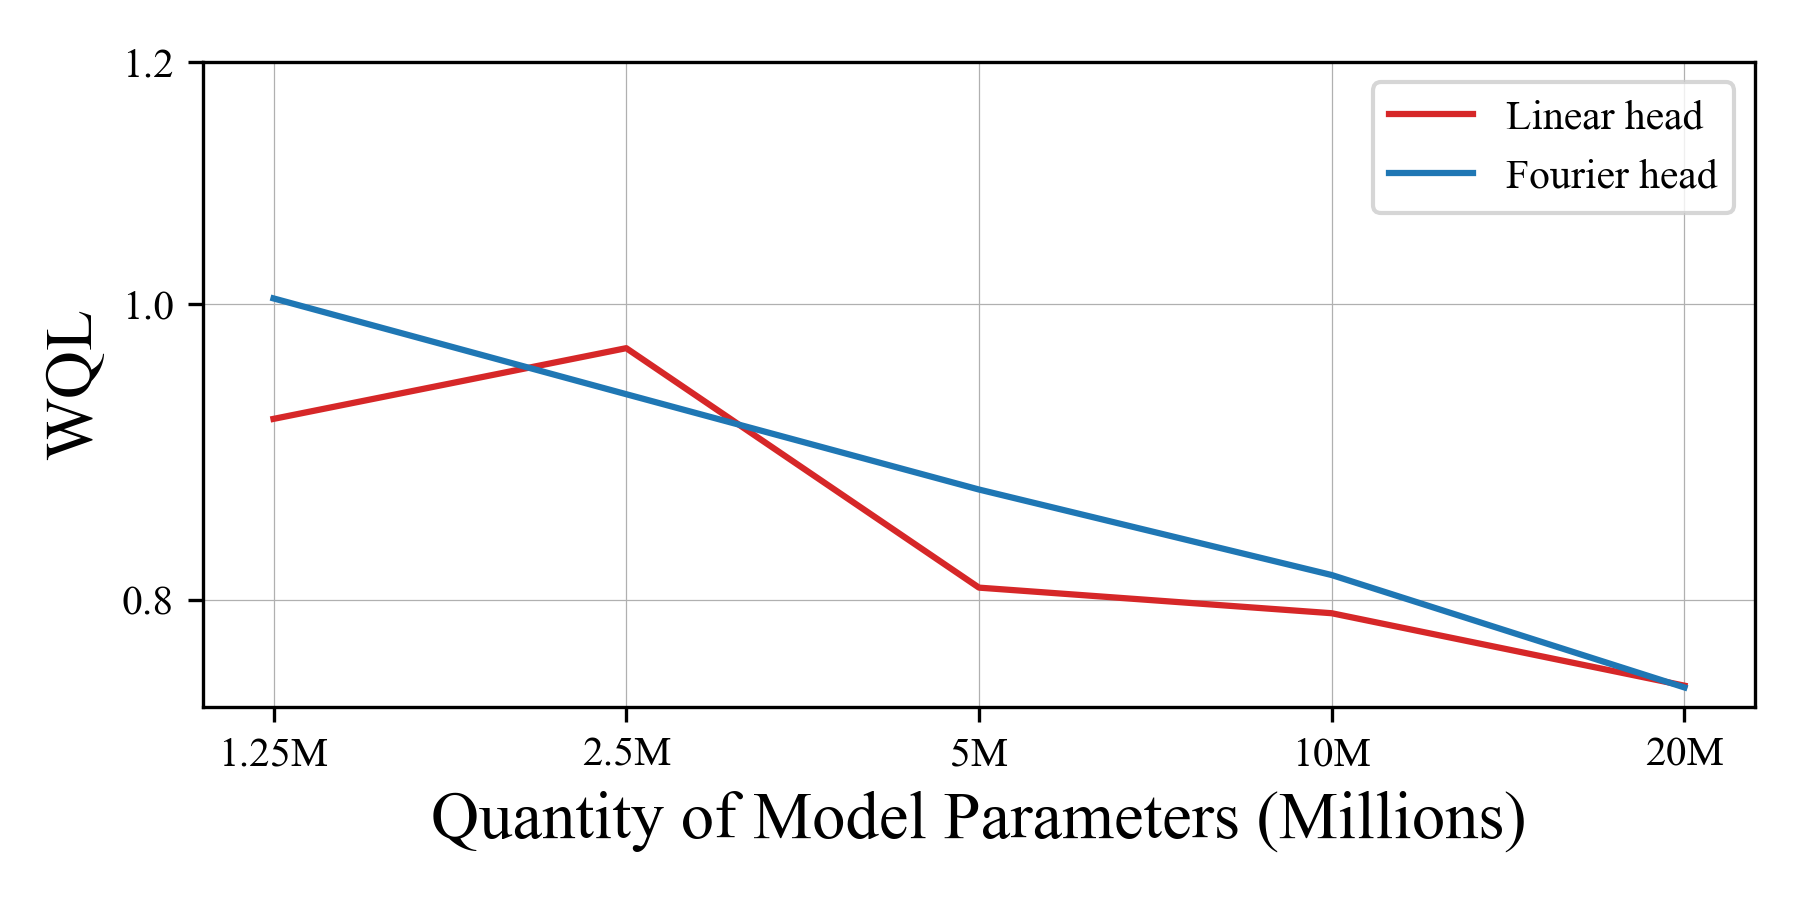 1.2
1.0
0.8
WQL
Linear head
Fourier head
1.25M
2.5M
5M
10M
20M
Quantity of Model Parameters (Millions)